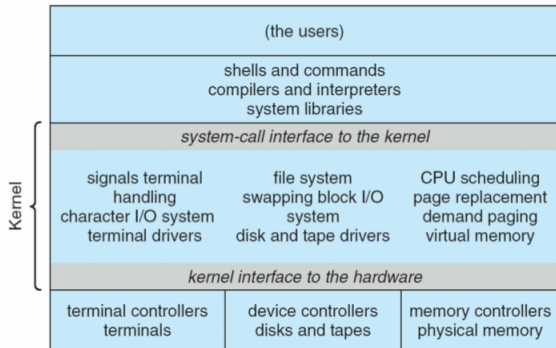 (the users)
shells and commands
compilers and interpreters
system libraries
system-call interface to the kernel
Kernel
signals terminal
handling
character I/O system
terminal drivers
file system
swapping block I/O
system
disk and tape drivers
CPU scheduling
page replacement
demand paging
virtual memory
kernel interface to the hardware
terminal controllers
terminals
device controllers
disks and tapes
memory controllers
physical memory